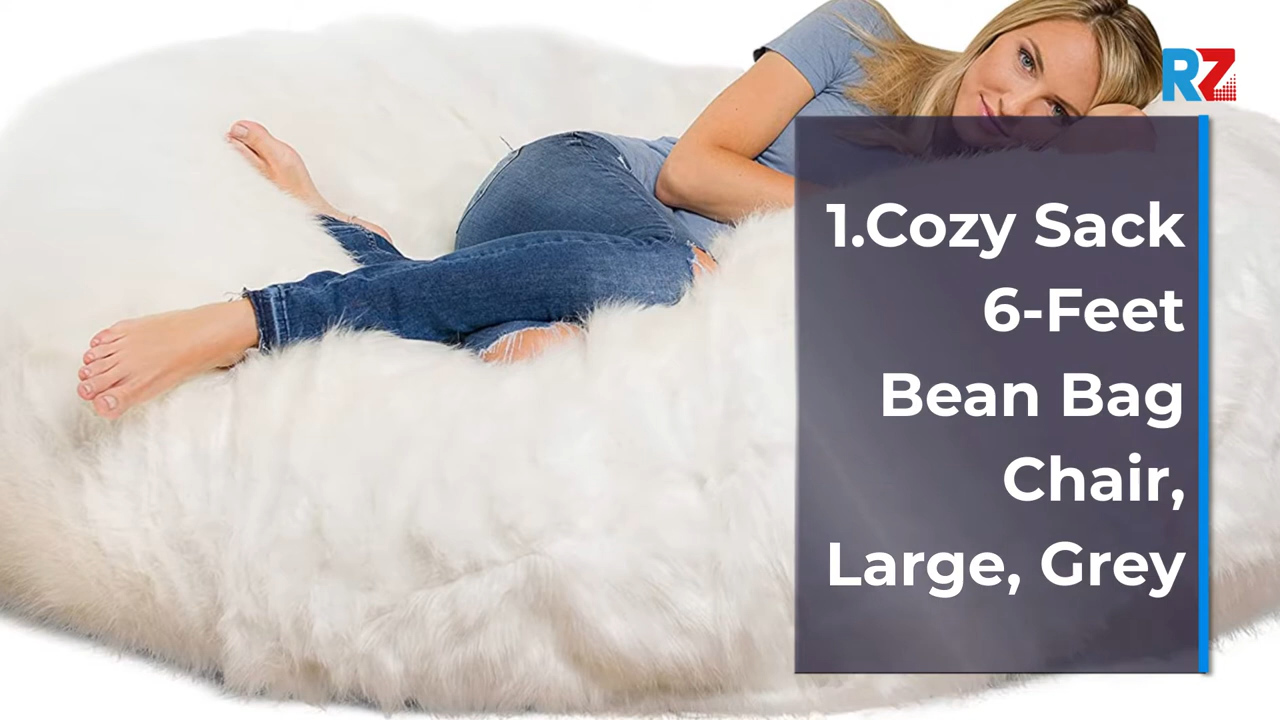 RZ
1.Cozy Sack
6-Feet
Bean Bag
Chair,
Large, Grey